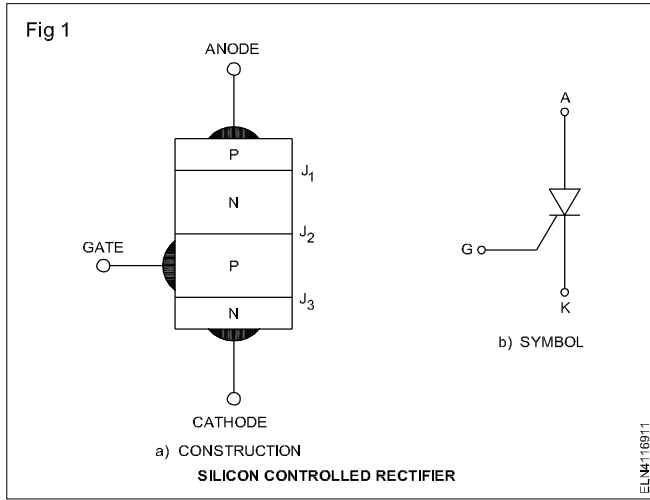 Fig 1
ANODE
P
J1
N
J2
GATE
P
J3
N
CATHODE
a) CONSTRUCTION
A
G
K
b) SYMBOL
SILICON CONTROLLED RECTIFIER
ELN4116911